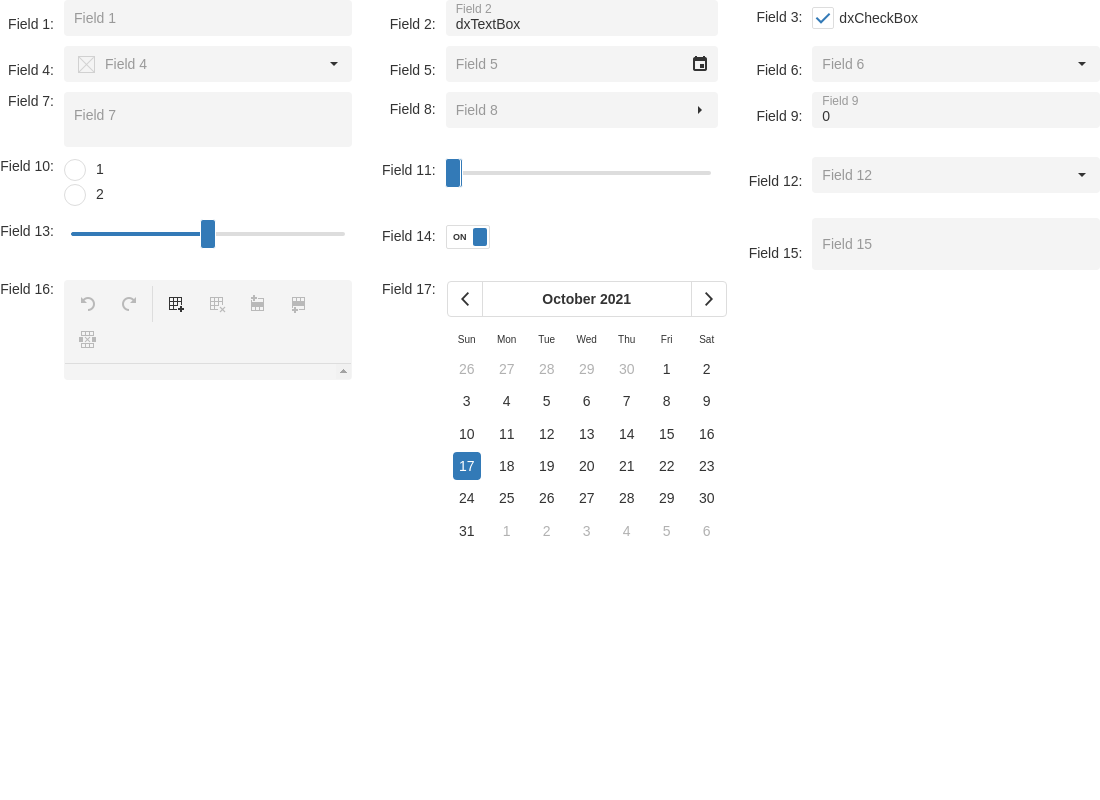 Field 1: Field 1
Field 2: Field 2
dxTextBox
Field 3: dxCheckBox
Field 4: Field 4
Field 5: Field 5
Field 6: Field 6
Field 7: Field 7
Field 8: Field 8
Field 9: Field 9
0
Field 10: 1
2
Field 11:
Field 12: Field 12
Field 13:
Field 14: ON
Field 15: Field 15
Field 16:
Field 17: October 2021
Sun Mon Tue Wed Thu Fri Sat
26 27 28 29 30 1 2
3 4 5 6 7 8 9
10 11 12 13 14 15 16
17 18 19 20 21 22 23
24 25 26 27 28 29 30
31 1 2 3 4 5 6